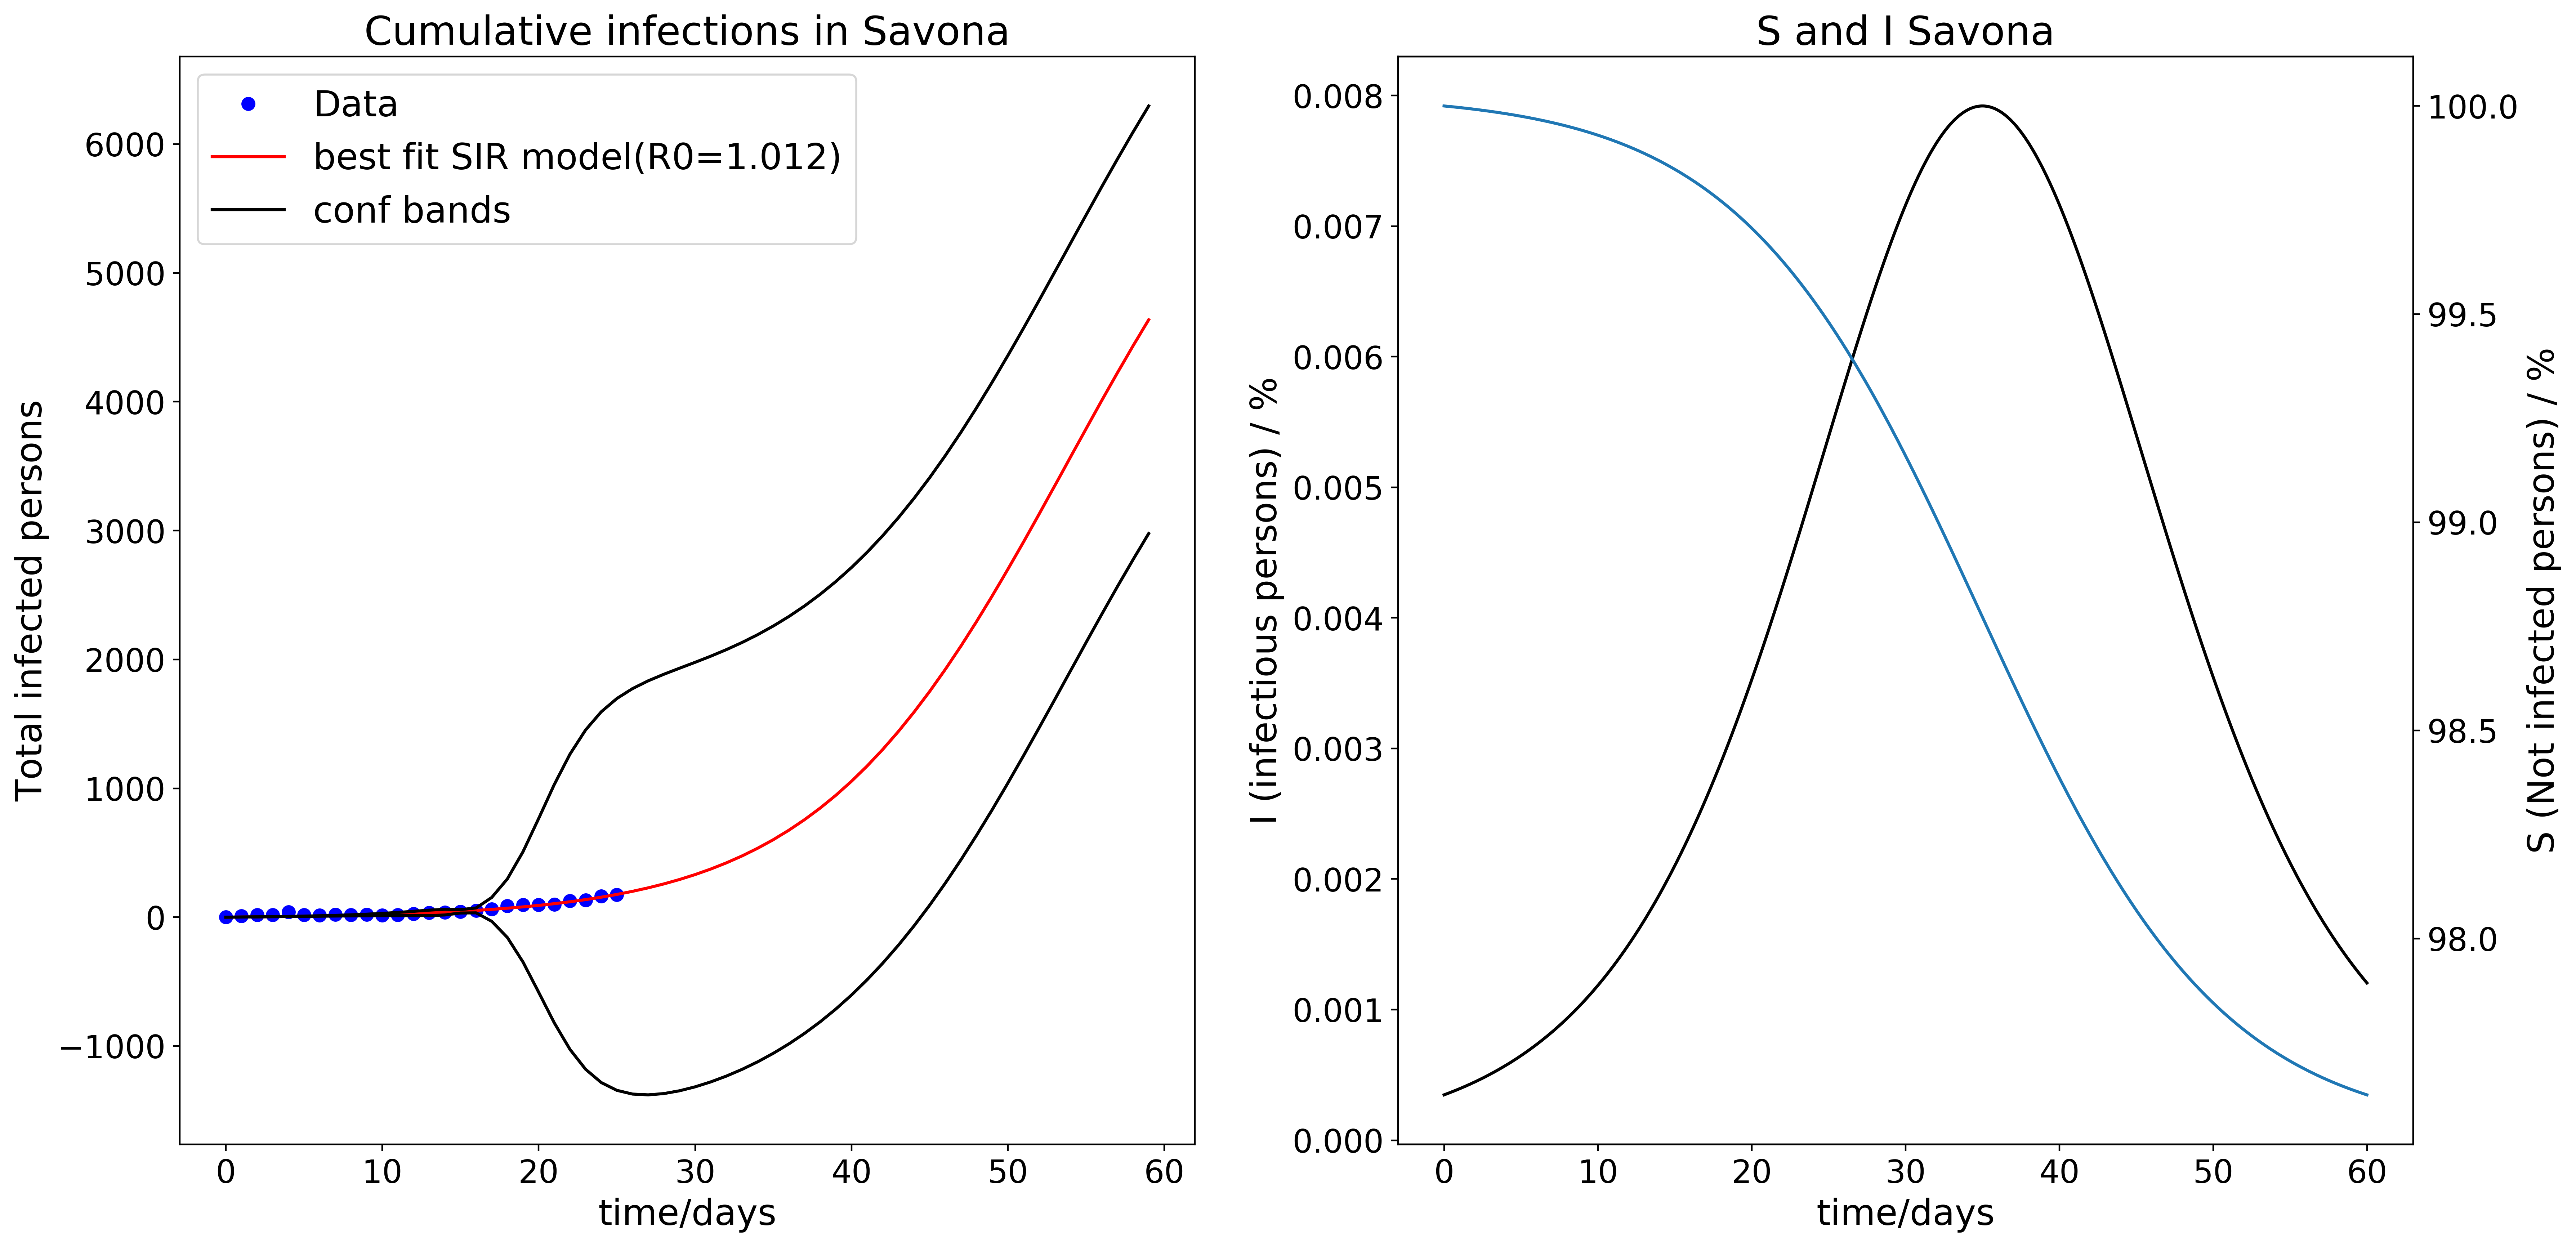 Cumulative infections in Savona
Data
best fit SIR model(R0=1.012)
conf bands
6000
5000
4000
3000
2000
1000
0
−1000
Total infected persons
0 10 20 30 40 50 60
time/days
S and I Savona
0.008
0.007
0.006
0.005
0.004
0.003
0.002
0.001
0.000
I (infectious persons) / %
100.0
99.5
99.0
98.5
98.0
S (Not infected persons) / %
0 10 20 30 40 50 60
time/days